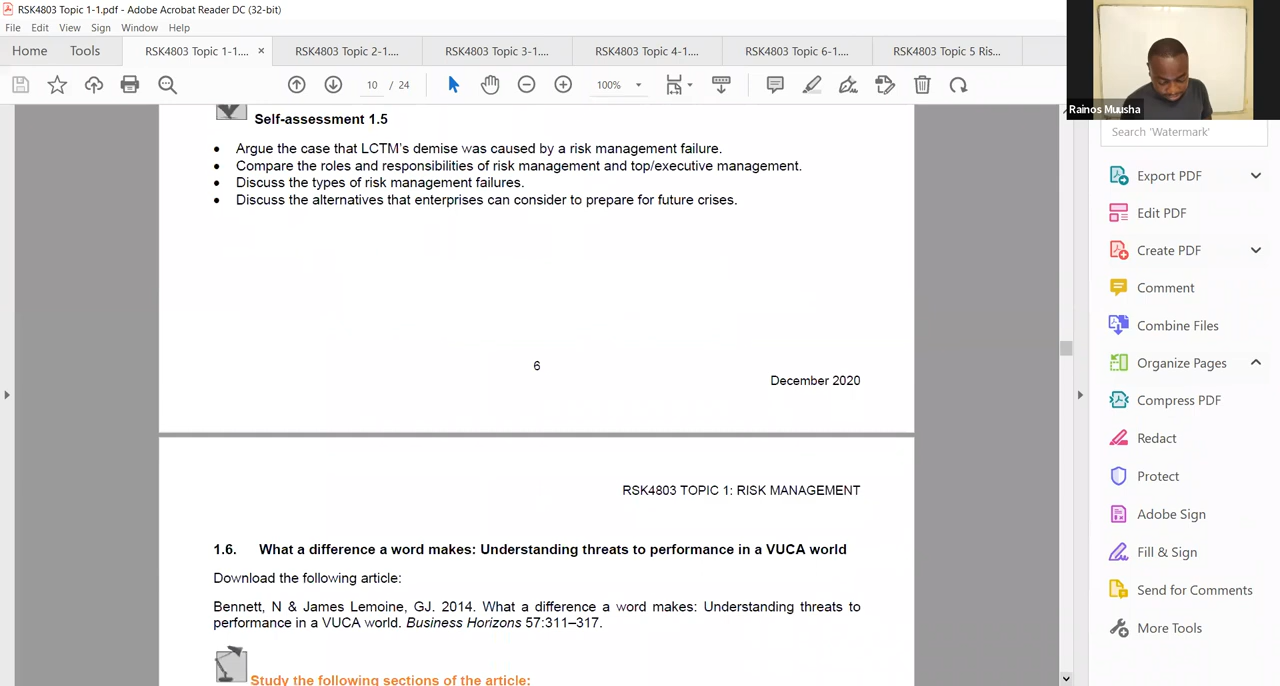 RSK4803 Topic 1-1.pdf - Adobe Acrobat Reader DC (32-bit)
File Edit View Sign Window Help
Home Tools RSK4803 Topic 1-1.... × RSK4803 Topic 2-1.... RSK4803 Topic 3-1.... RSK4803 Topic 4-1.... RSK4803 Topic 6-1.... RSK4803 Topic 5 Ris...
10 / 24 100%
Rainos Muusha
Search 'Watermark'
Export PDF
Edit PDF
Create PDF
Comment
Combine Files
Organize Pages
Compress PDF
Redact
Protect
Adobe Sign
Fill & Sign
Send for Comments
More Tools
Self-assessment 1.5
• Argue the case that LCTM's demise was caused by a risk management failure.
• Compare the roles and responsibilities of risk management and top/executive management.
• Discuss the types of risk management failures.
• Discuss the alternatives that enterprises can consider to prepare for future crises.
6
December 2020
RSK4803 TOPIC 1: RISK MANAGEMENT
1.6. What a difference a word makes: Understanding threats to performance in a VUCA world
Download the following article:
Bennett, N & James Lemoine, GJ. 2014. What a difference a word makes: Understanding threats to
performance in a VUCA world. Business Horizons 57:311–317.
Study the following sections of the article: